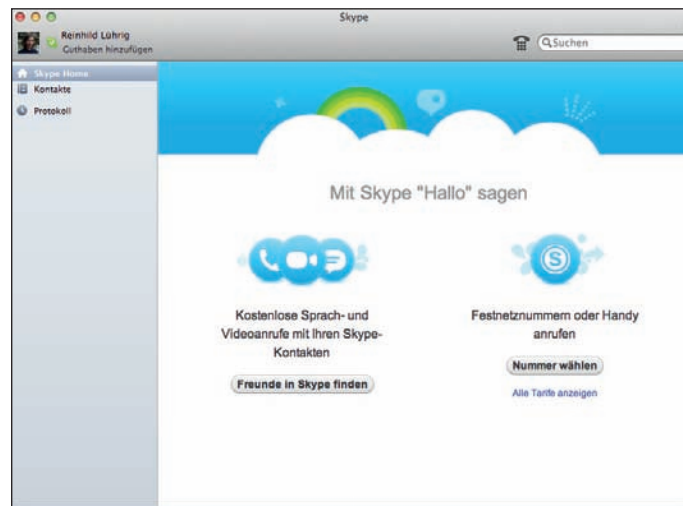 Skype
Reinhild Lührig
Guthaben hinzufügen
Suchen
Skype Home
Kontakte
Protokoll
Mit Skype "Hallo" sagen
Kostenlose Sprach- und
Videoanrufe mit Ihren Skype-
Kontakten
Freunde in Skype finden
Festnetznummern oder Handy
anrufen
Nummer wählen
Alle Tarife anzeigen